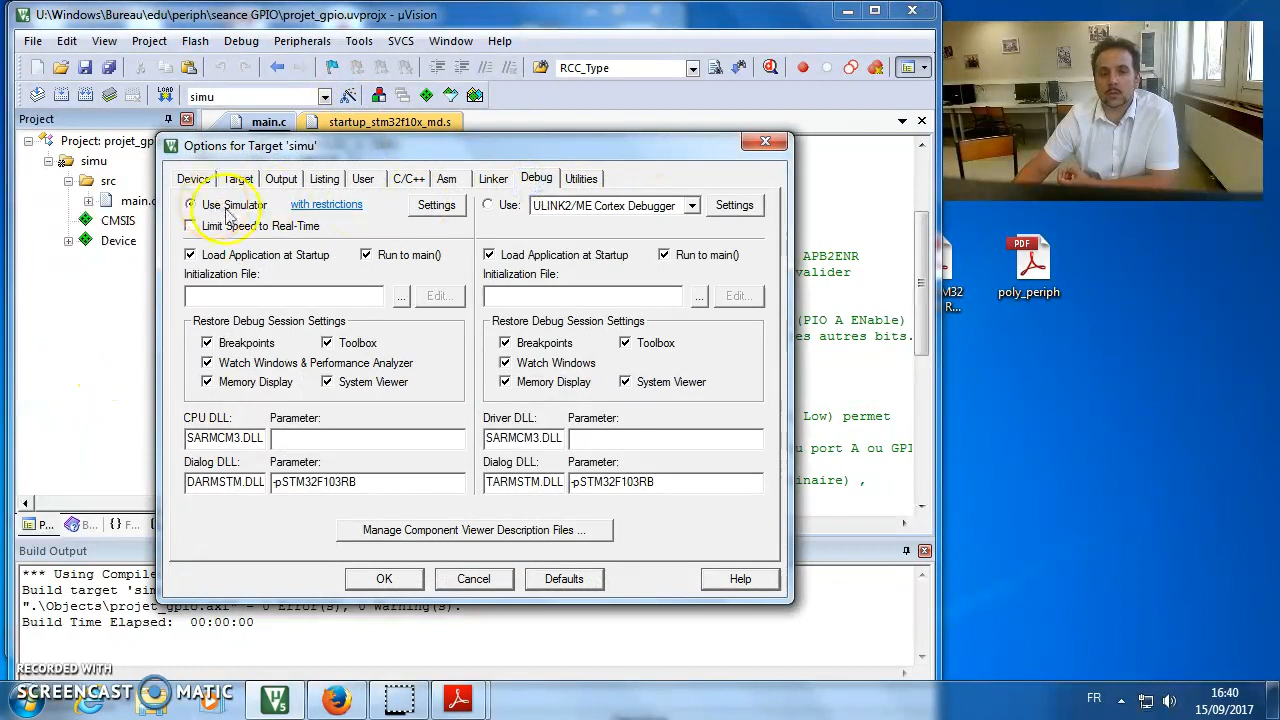 U:\Windows\Bureau\edu\periph\seance GPIO\projet_gpio.uvprojx - µVision
File Edit View Project Flash Debug Peripherals Tools SVCS Window Help
RCC_Type
LOAD simu
Project
main.c startup_stm32f10x_md.s
Project: projet_gp
simu
src
main.c
CMSIS
Device
Options for Target 'simu'
Device Target Output Listing User C/C++ Asm Linker Debug Utilities
Use Simulator with restrictions Settings Use: ULINK2/ME Cortex Debugger Settings
Limit Speed to Real-Time
Load Application at Startup Run to main() Load Application at Startup Run to main()
Initialization File: Initialization File:
... Edit... ... Edit...
Restore Debug Session Settings Restore Debug Session Settings
Breakpoints Toolbox Breakpoints Toolbox
Watch Windows & Performance Analyzer Watch Windows
Memory Display System Viewer Memory Display System Viewer
CPU DLL: Parameter: Driver DLL: Parameter:
SARMCM3.DLL SARMCM3.DLL
Dialog DLL: Parameter: Dialog DLL: Parameter:
DARMSTM.DLL -pSTM32F103RB TARMSTM.DLL -pSTM32F103RB
Manage Component Viewer Description Files ...
OK Cancel Defaults Help
APB2ENR
valider
(PIO A ENable)
es autres bits.
Low) permet
u port A ou GPI
inaire) ,
P... B... {} F...
Build Output
*** Using Compile
Build target 'sim
".\Objects\projet_gpio.axf" - 0 Error(s), 0 Warning(s).
Build Time Elapsed: 00:00:00
PDF
M32
R...
poly_periph
RECORDED WITH
SCREENCAST MATIC
FR
16:40
15/09/2017